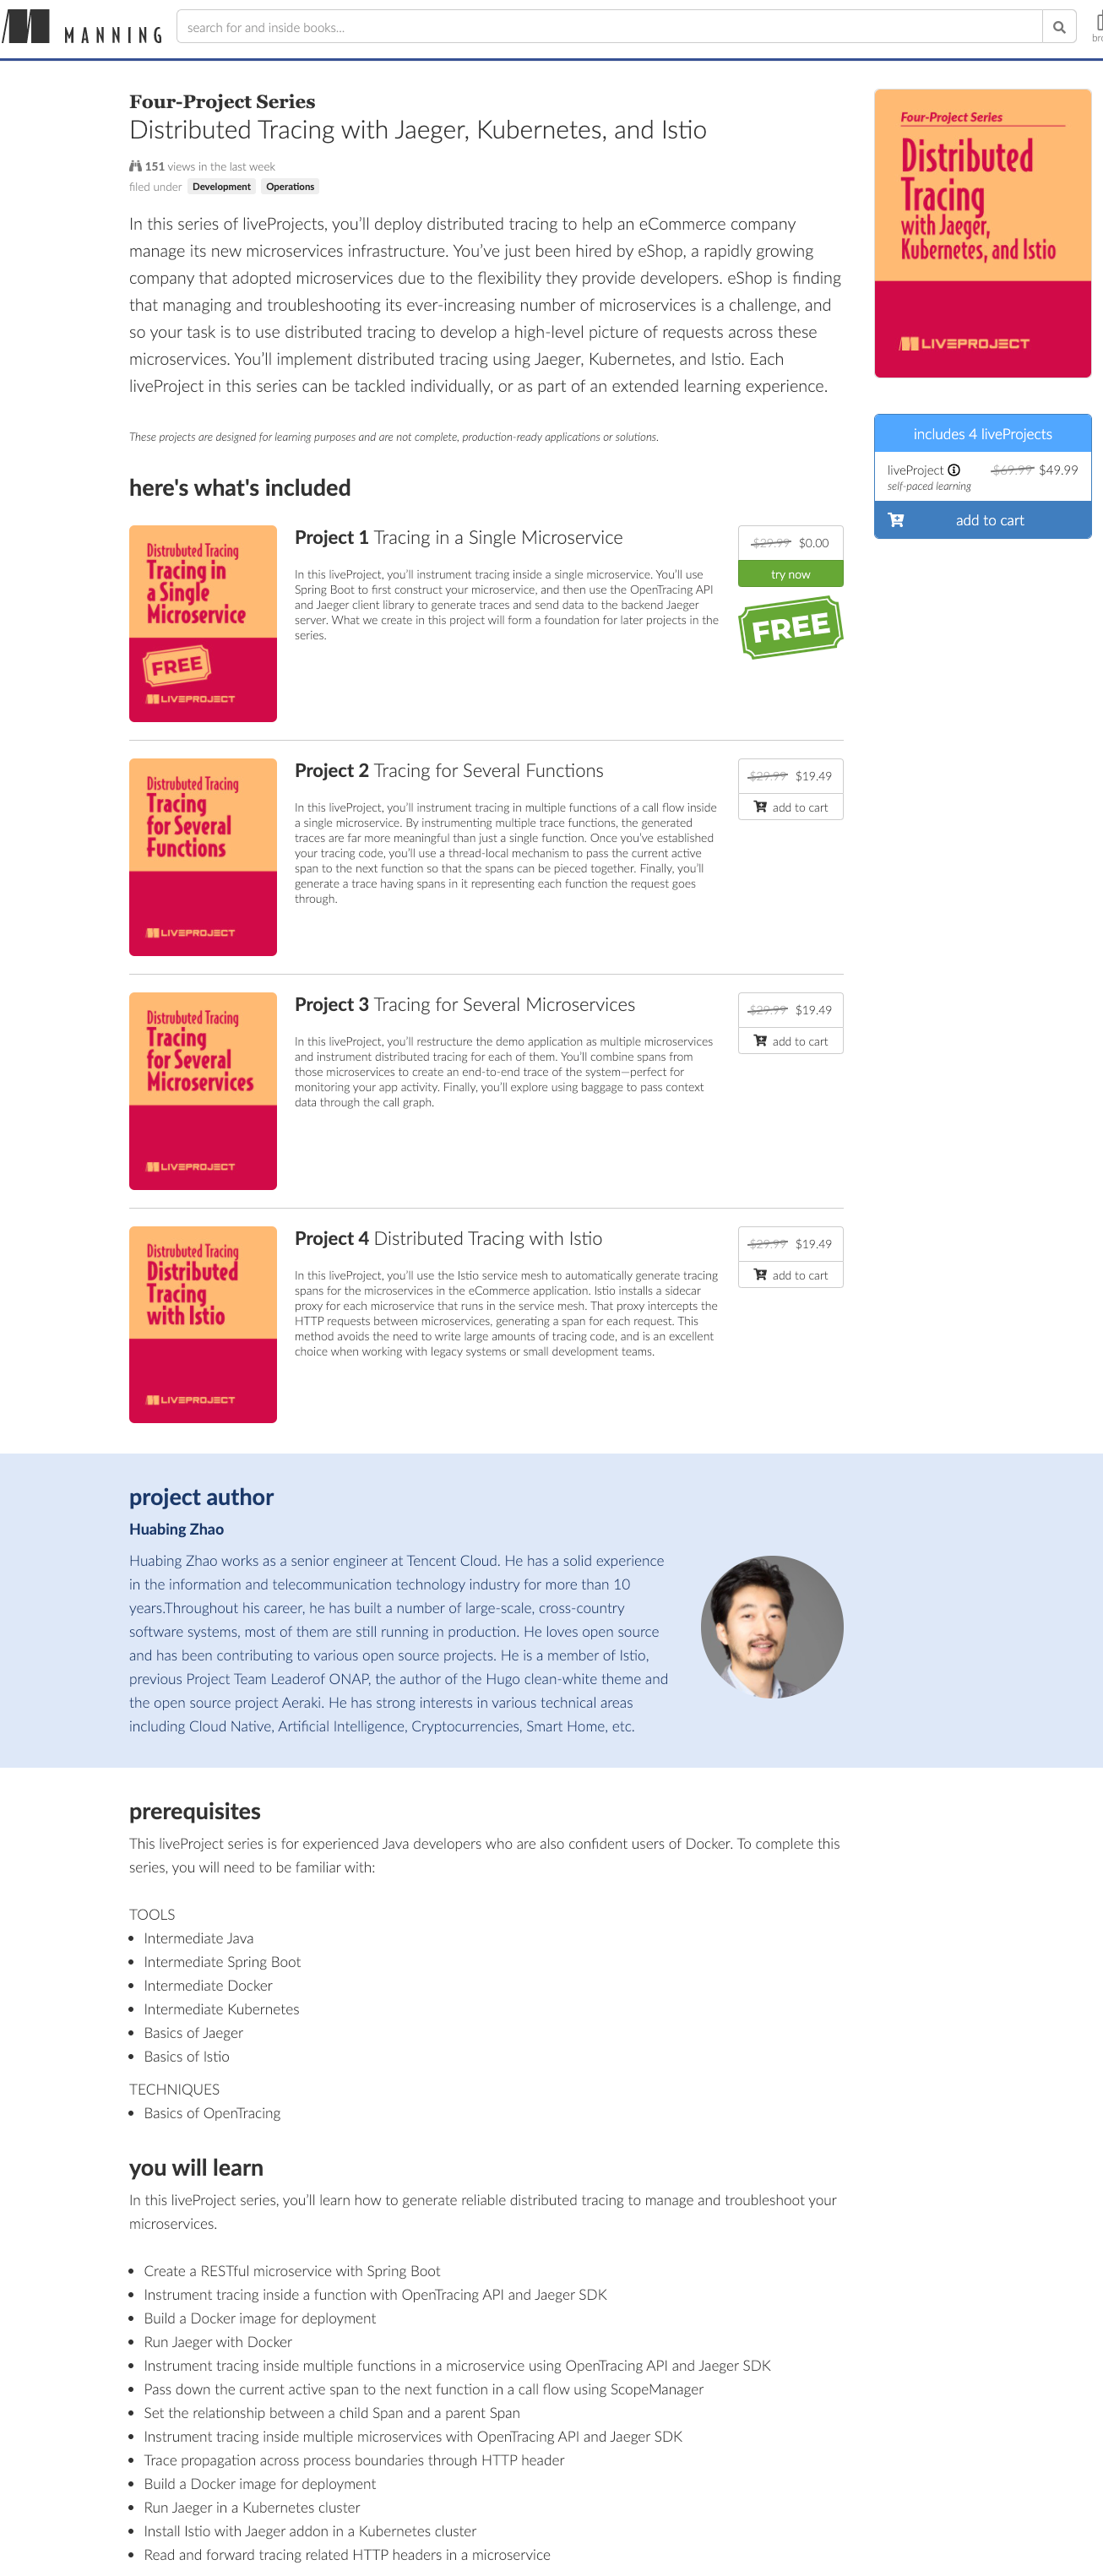 MANNING
search for and inside books...
bro
Four-Project Series
Distributed Tracing with Jaeger, Kubernetes, and Istio
151 views in the last week
filed under Development Operations
In this series of liveProjects, you’ll deploy distributed tracing to help an eCommerce company
manage its new microservices infrastructure. You’ve just been hired by eShop, a rapidly growing
company that adopted microservices due to the flexibility they provide developers. eShop is finding
that managing and troubleshooting its ever-increasing number of microservices is a challenge, and
so your task is to use distributed tracing to develop a high-level picture of requests across these
microservices. You’ll implement distributed tracing using Jaeger, Kubernetes, and Istio. Each
liveProject in this series can be tackled individually, or as part of an extended learning experience.
These projects are designed for learning purposes and are not complete, production-ready applications or solutions.
Four-Project Series
Distributed
Tracing
with Jaeger,
Kubernetes, and Istio
LIVEPROJECT
includes 4 liveProjects
liveProject $69.99 $49.99
self-paced learning
add to cart
here's what's included
Distrubuted Tracing
Tracing in
a Single
Microservice
FREE
LIVEPROJECT
Project 1 Tracing in a Single Microservice
In this liveProject, you’ll instrument tracing inside a single microservice. You’ll use
Spring Boot to first construct your microservice, and then use the OpenTracing API
and Jaeger client library to generate traces and send data to the backend Jaeger
server. What we create in this project will form a foundation for later projects in the
series.
$29.99 $0.00
try now
FREE
Distrubuted Tracing
Tracing
for Several
Functions
LIVEPROJECT
Project 2 Tracing for Several Functions
In this liveProject, you’ll instrument tracing in multiple functions of a call flow inside
a single microservice. By instrumenting multiple trace functions, the generated
traces are far more meaningful than just a single function. Once you’ve established
your tracing code, you’ll use a thread-local mechanism to pass the current active
span to the next function so that the spans can be pieced together. Finally, you’ll
generate a trace having spans in it representing each function the request goes
through.
$29.99 $19.49
add to cart
Distrubuted Tracing
Tracing
for Several
Microservices
LIVEPROJECT
Project 3 Tracing for Several Microservices
In this liveProject, you’ll restructure the demo application as multiple microservices
and instrument distributed tracing for each of them. You’ll combine spans from
those microservices to create an end-to-end trace of the system—perfect for
monitoring your app activity. Finally, you’ll explore using baggage to pass context
data through the call graph.
$29.99 $19.49
add to cart
Distrubuted Tracing
Distributed
Tracing
with Istio
LIVEPROJECT
Project 4 Distributed Tracing with Istio
In this liveProject, you’ll use the Istio service mesh to automatically generate tracing
spans for the microservices in the eCommerce application. Istio installs a sidecar
proxy for each microservice that runs in the service mesh. That proxy intercepts the
HTTP requests between microservices, generating a span for each request. This
method avoids the need to write large amounts of tracing code, and is an excellent
choice when working with legacy systems or small development teams.
$29.99 $19.49
add to cart
project author
Huabing Zhao
Huabing Zhao works as a senior engineer at Tencent Cloud. He has a solid experience
in the information and telecommunication technology industry for more than 10
years.Throughout his career, he has built a number of large-scale, cross-country
software systems, most of them are still running in production. He loves open source
and has been contributing to various open source projects. He is a member of Istio,
previous Project Team Leaderof ONAP, the author of the Hugo clean-white theme and
the open source project Aeraki. He has strong interests in various technical areas
including Cloud Native, Artificial Intelligence, Cryptocurrencies, Smart Home, etc.
prerequisites
This liveProject series is for experienced Java developers who are also confident users of Docker. To complete this
series, you will need to be familiar with:
TOOLS
• Intermediate Java
• Intermediate Spring Boot
• Intermediate Docker
• Intermediate Kubernetes
• Basics of Jaeger
• Basics of Istio
TECHNIQUES
• Basics of OpenTracing
you will learn
In this liveProject series, you’ll learn how to generate reliable distributed tracing to manage and troubleshoot your
microservices.
• Create a RESTful microservice with Spring Boot
• Instrument tracing inside a function with OpenTracing API and Jaeger SDK
• Build a Docker image for deployment
• Run Jaeger with Docker
• Instrument tracing inside multiple functions in a microservice using OpenTracing API and Jaeger SDK
• Pass down the current active span to the next function in a call flow using ScopeManager
• Set the relationship between a child Span and a parent Span
• Instrument tracing inside multiple microservices with OpenTracing API and Jaeger SDK
• Trace propagation across process boundaries through HTTP header
• Build a Docker image for deployment
• Run Jaeger in a Kubernetes cluster
• Install Istio with Jaeger addon in a Kubernetes cluster
• Read and forward tracing related HTTP headers in a microservice